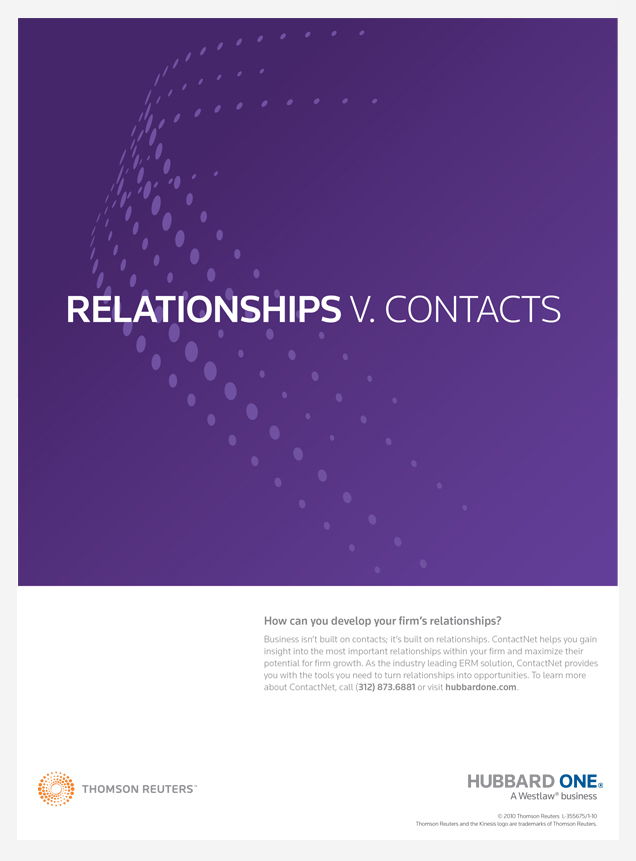 RELATIONSHIPS V. CONTACTS
How can you develop your firm's relationships?
Business isn't built on contacts; it's built on relationships. ContactNet helps you gain
insight into the most important relationships within your firm and maximize their
potential for firm growth. As the industry leading ERM solution, ContactNet provides
you with the tools you need to turn relationships into opportunities. To learn more
about ContactNet, call (312) 873.6881 or visit hubbardone.com.
THOMSON REUTERS™
HUBBARD ONE®
A Westlaw® business
© 2010 Thomson Reuters L-355675/1-10
Thomson Reuters and the Kinesis logo are trademarks of Thomson Reuters.